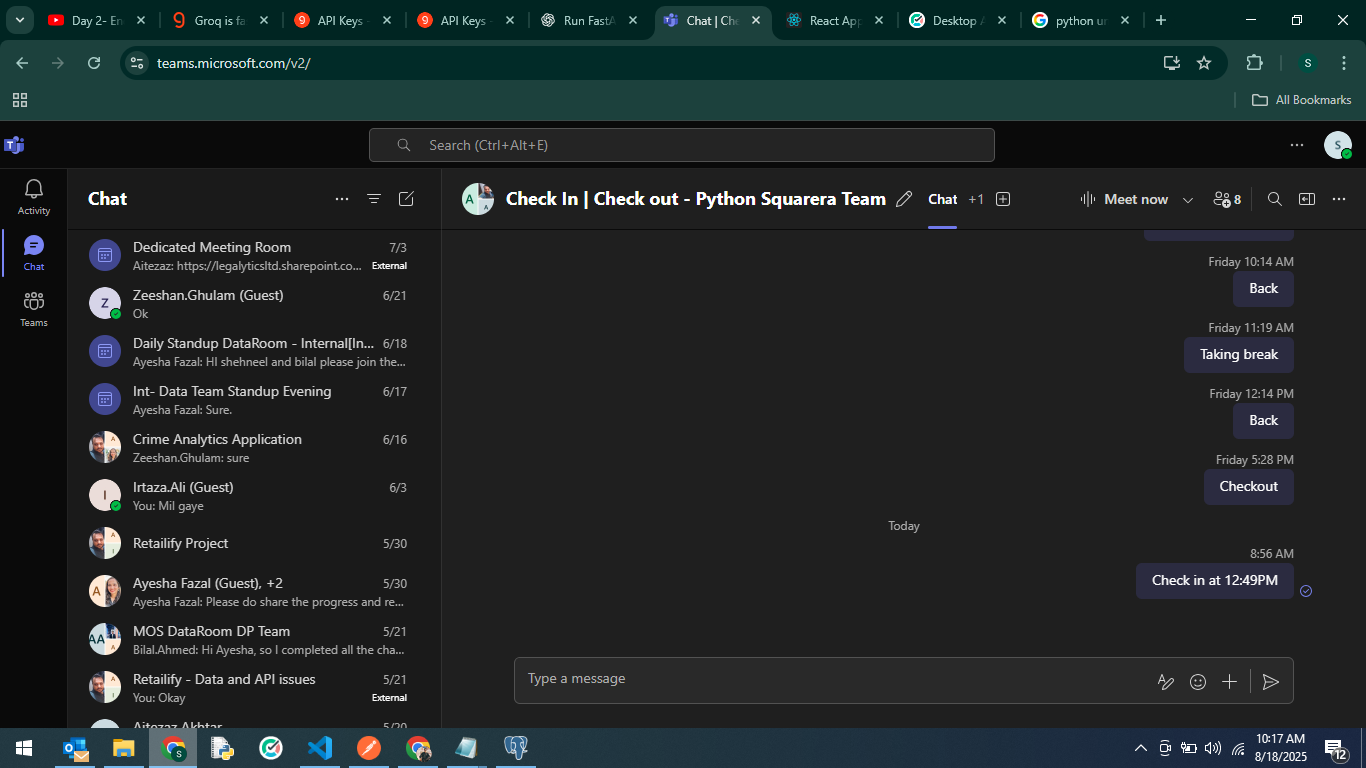 Day 2- En
Groq is fa
API Keys -
API Keys -
Run FastA
Chat | Che
React App
Desktop A
python ur
teams.microsoft.com/v2/
S
All Bookmarks
Search (Ctrl+Alt+E)
S
Activity
Chat
Teams
Chat
Dedicated Meeting Room 7/3
Aitezaz: https://legalyticsltd.sharepoint.co... External
Z
Zeeshan.Ghulam (Guest) 6/21
Ok
Daily Standup DataRoom - Internal[In... 6/18
Ayesha Fazal: HI shehneel and bilal please join the...
Int- Data Team Standup Evening 6/17
Ayesha Fazal: Sure.
Crime Analytics Application 6/16
Zeeshan.Ghulam: sure
I
Irtaza.Ali (Guest) 6/3
You: Mil gaye
Retailify Project 5/30
Ayesha Fazal (Guest), +2 5/30
Ayesha Fazal: Please do share the progress and re...
MOS DataRoom DP Team 5/21
Bilal.Ahmed: Hi Ayesha, so I completed all the cha...
Retailify - Data and API issues 5/21
You: Okay External
Aitezaz Akhtar 5/20
Check In | Check out - Python Squarera Team
Chat +1
Meet now
8
Friday 10:14 AM
Back
Friday 11:19 AM
Taking break
Friday 12:14 PM
Back
Friday 5:28 PM
Checkout
Today
8:56 AM
Check in at 12:49PM
Type a message
10:17 AM
8/18/2025
12